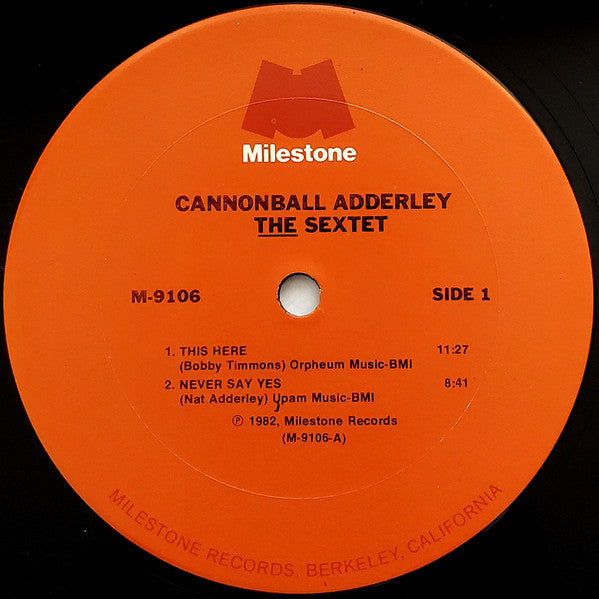 Milestone
CANNONBALL ADDERLEY
THE SEXTET
M-9106 SIDE 1
1. THIS HERE 11:27
(Bobby Timmons) Orpheum Music-BMI
2. NEVER SAY YES 8:41
(Nat Adderley) Upam Music-BMI
℗ 1982, Milestone Records
(M-9106-A)
MILESTONE RECORDS, BERKELEY, CALIFORNIA